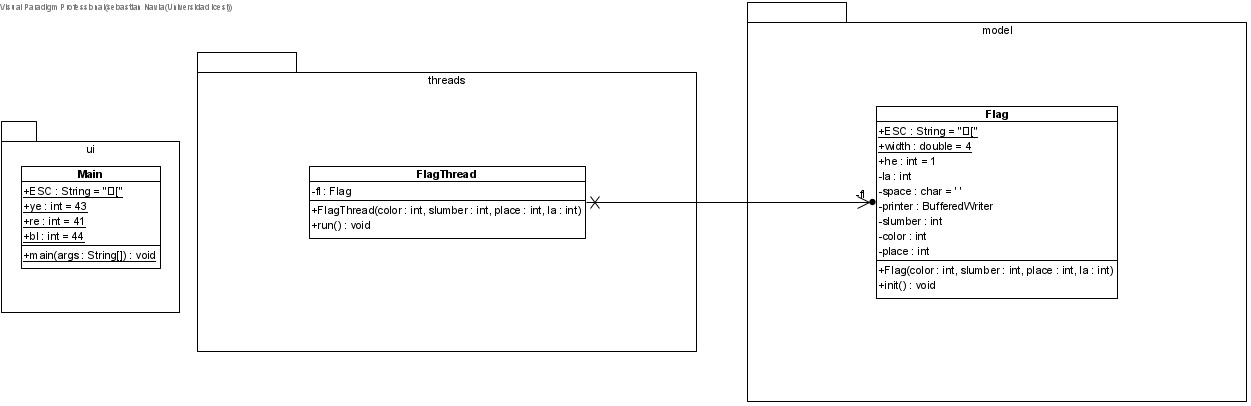 Visual Paradigm Professional(sebastian Navia(Universidad Icesi))
ui
Main
+ESC : String = "□["
+ye : int = 43
+re : int = 41
+bl : int = 44
+main(args : String[]) : void
threads
FlagThread
-fl : Flag
+FlagThread(color : int, slumber : int, place : int, la : int)
+run() : void
-fl
model
Flag
+ESC : String = "□["
+width : double = 4
+he : int = 1
-la : int
-space : char = ' '
-printer : BufferedWriter
-slumber : int
-color : int
-place : int
+Flag(color : int, slumber : int, place : int, la : int)
+init() : void